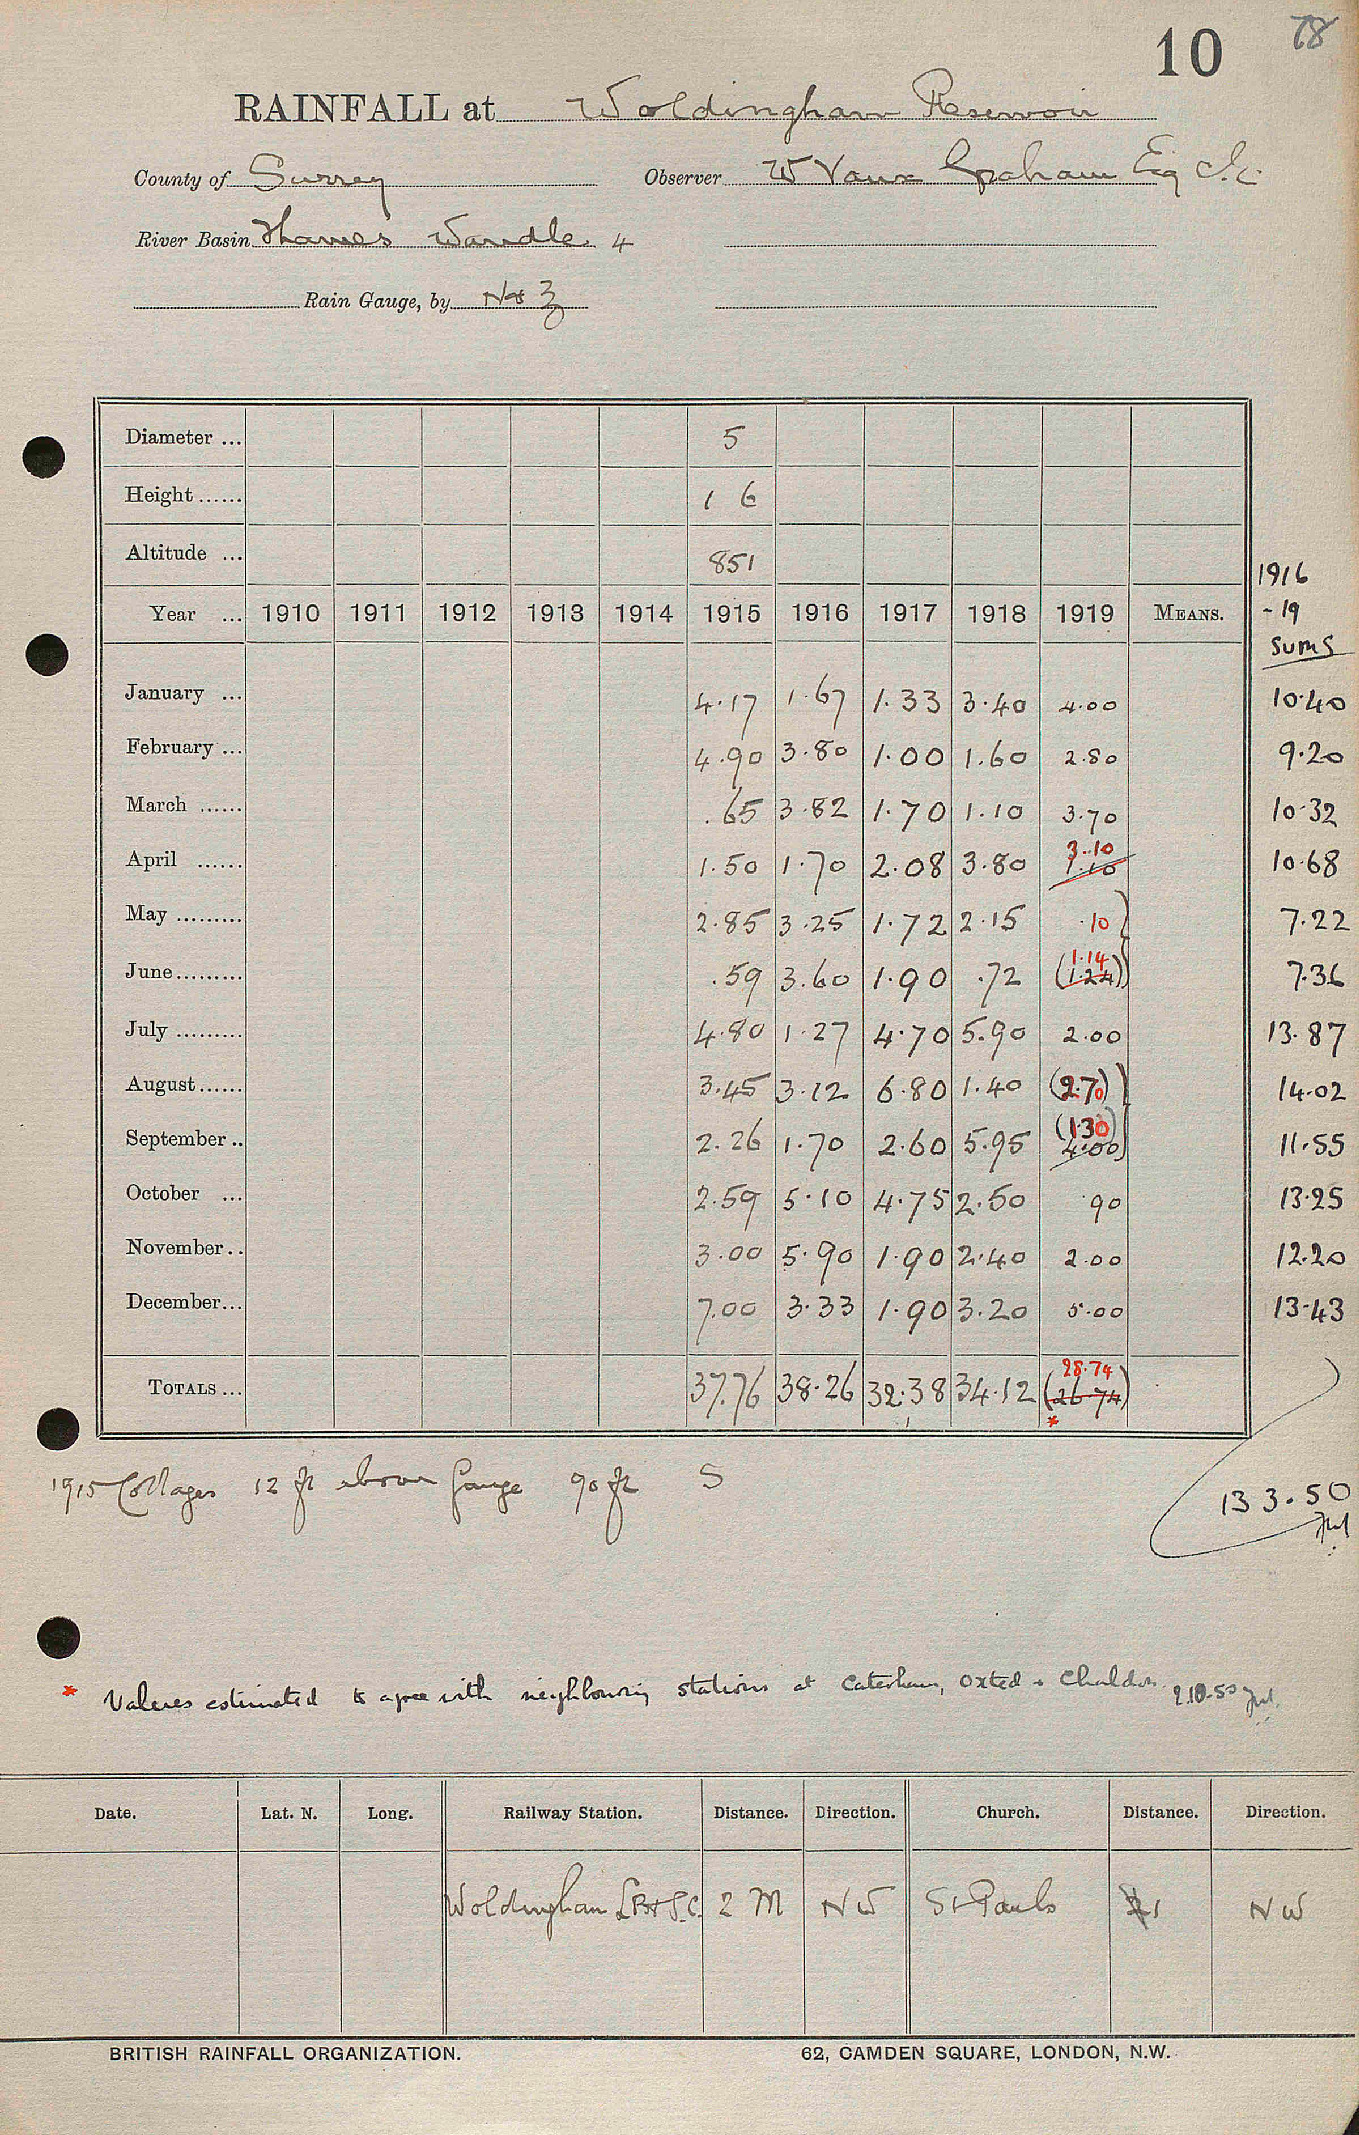 10 78
RAINFALL at Woldingham Reservoir
County of Surrey Observer W Vaux Graham Esq C.E.
River Basin Thames Wandle 4
Rain Gauge, by N & Z
Diameter ... 5
Height ...... 1 6
Altitude ... 851
1916
Year ... 1910 1911 1912 1913 1914 1915 1916 1917 1918 1919 MEANS. - 19
sums
January ... 4.17 1.67 1.33 3.40 4.00 10.40
February ... 4.90 3.80 1.00 1.60 2.80 9.20
March ...... .65 3.82 1.70 1.10 3.70 10.32
3.10
April ...... 1.50 1.70 2.08 3.80 1.10 10.68
May ......... 2.85 3.25 1.72 2.15 .10 7.22
1.14
June ......... .59 3.60 1.90 .72 (1.24) 7.36
July ......... 4.80 1.27 4.70 5.90 2.00 13.87
August ...... 3.45 3.12 6.80 1.40 (2.70) 14.02
(1.30)
September .. 2.26 1.70 2.60 5.95 4.00 11.55
October ... 2.59 5.10 4.75 2.50 .90 13.25
November .. 3.00 5.90 1.90 2.40 2.00 12.20
December ... 7.00 3.33 1.90 3.20 5.00 13.43
28.74
TOTALS ... 37.76 38.26 32.38 34.12 (26.74)
*
1915 Cottages 12 ft above Gauge 90 ft S
133.50
* Values estimated to agree with neighbouring stations at Caterham, Oxted + Chaldon.
Date. Lat. N. Long. Railway Station. Distance. Direction. Church. Distance. Direction.
Woldingham L B & S.C. 2 M NW St Pauls 1 NW
BRITISH RAINFALL ORGANIZATION. 62, CAMDEN SQUARE, LONDON, N.W.